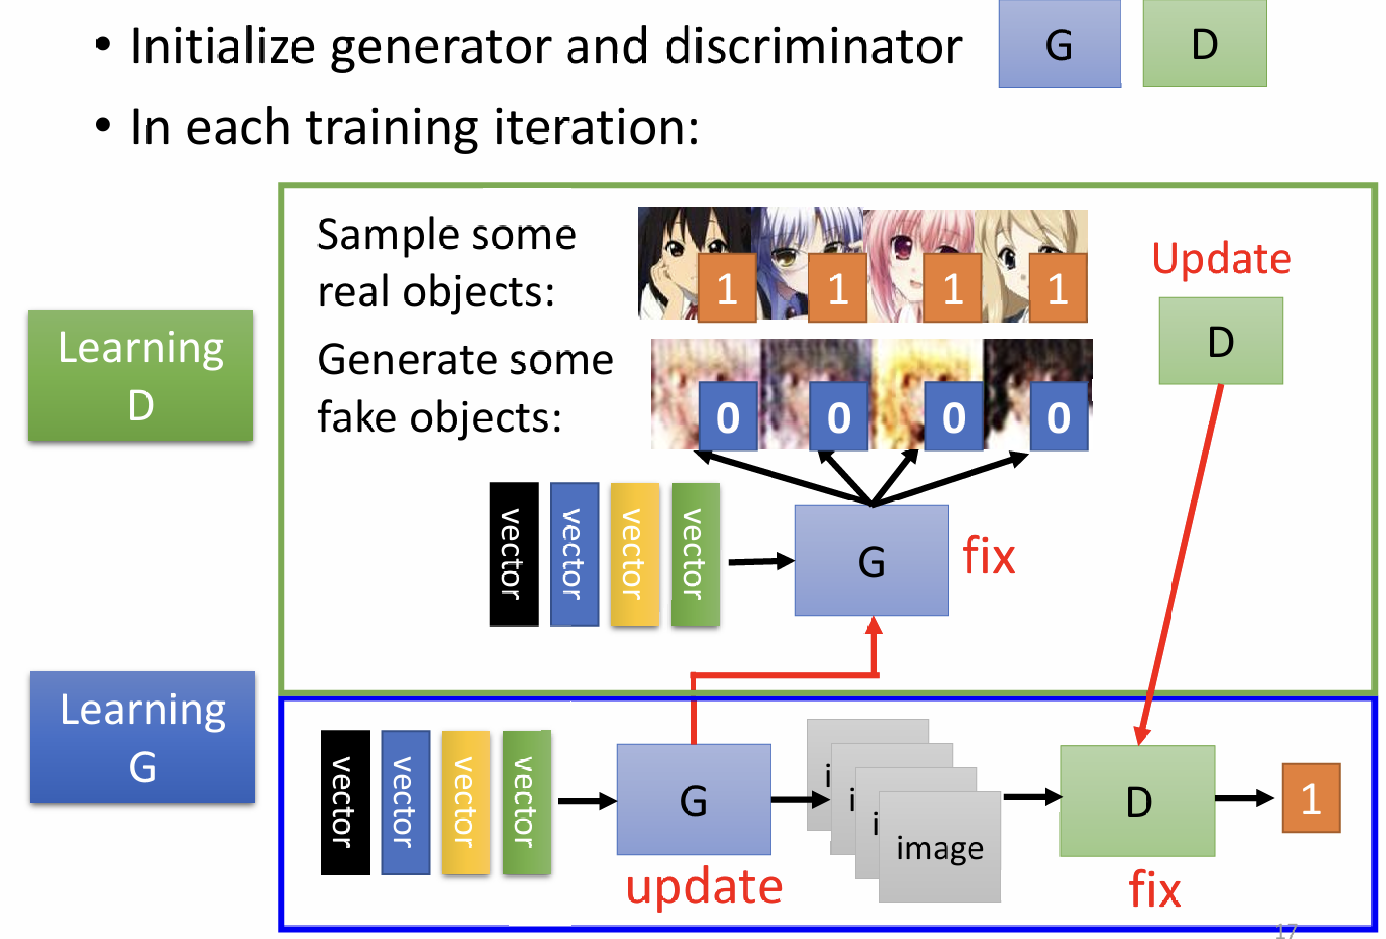 • Initialize generator and discriminator
G
D
• In each training iteration:
Learning
D
Sample some
real objects:
1
1
1
1
Update
D
Generate some
fake objects:
0
0
0
0
vector
vector
vector
vector
G
fix
Learning
G
vector
vector
vector
vector
G
update
i
i
i
image
D
fix
1
17